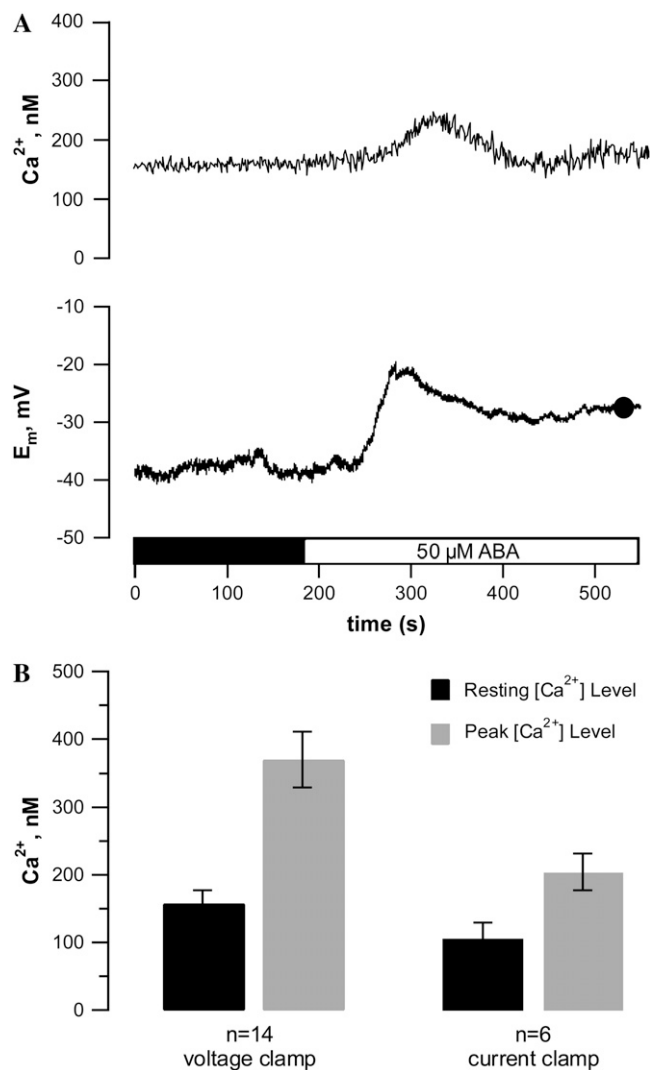 A
400
300
200
100
0
Ca²⁺, nM
-10
-20
-30
-40
-50
Eₘ, mV
50 µM ABA
0 100 200 300 400 500
time (s)
B
500
400
300
200
100
0
Ca²⁺, nM
Resting [Ca²⁺] Level
Peak [Ca²⁺] Level
n=14 n=6
voltage clamp current clamp